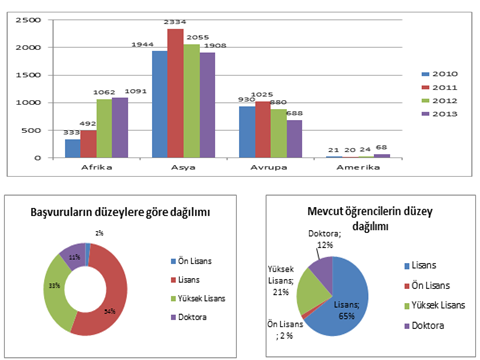 2500
2000
1500
1000
500
0
333
492
1062
1091
1944
2334
2055
1908
930
1025
880
688
21
20
24
68
Afrika
Asya
Avrupa
Amerika
2010
2011
2012
2013
Başvuruların düzeylere göre dağılımı
2%
54%
33%
11%
Ön Lisans
Lisans
Yüksek Lisans
Doktora
Mevcut öğrencilerin düzey
dağılımı
Doktora;
12%
Yüksek
Lisans;
21%
Ön Lisans
; 2 %
Lisans;
65%
Lisans
Ön Lisans
Yüksek Lisans
Doktora